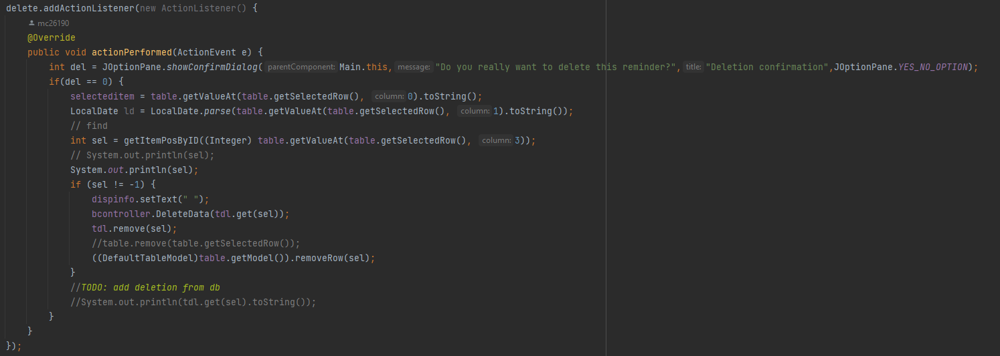 delete.addActionListener(new ActionListener() {
mc26190
@Override
public void actionPerformed(ActionEvent e) {
int del = JOptionPane.showConfirmDialog( parentComponent: Main.this, message: "Do you really want to delete this reminder?", title: "Deletion confirmation",JOptionPane.YES_NO_OPTION);
if(del == 0) {
selecteditem = table.getValueAt(table.getSelectedRow(), column: 0).toString();
LocalDate ld = LocalDate.parse(table.getValueAt(table.getSelectedRow(), column: 1).toString());
// find
int sel = getItemPosByID((Integer) table.getValueAt(table.getSelectedRow(), column: 3));
// System.out.println(sel);
System.out.println(sel);
if (sel != -1) {
dispinfo.setText(" ");
bcontroller.DeleteData(tdl.get(sel));
tdl.remove(sel);
//table.remove(table.getSelectedRow());
((DefaultTableModel)table.getModel()).removeRow(sel);
}
//TODO: add deletion from db
//System.out.println(tdl.get(sel).toString());
}
}
});